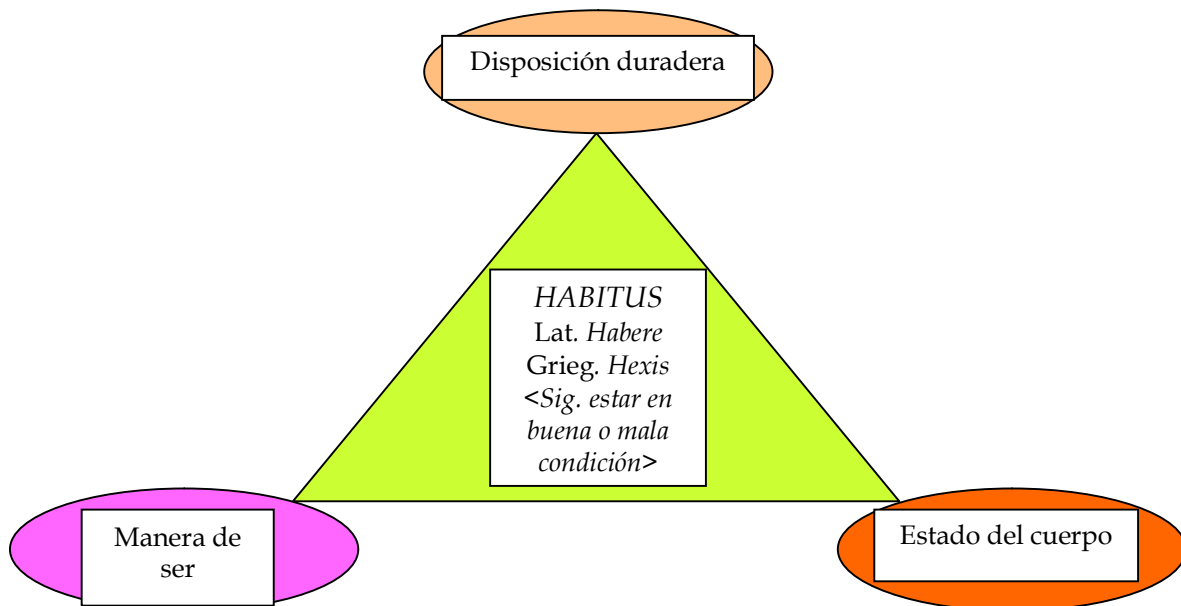 Disposición duradera
HABITUS
Lat. Habere
Grieg. Hexis
<Sig. estar en
buena o mala
condición>
Manera de
ser
Estado del cuerpo